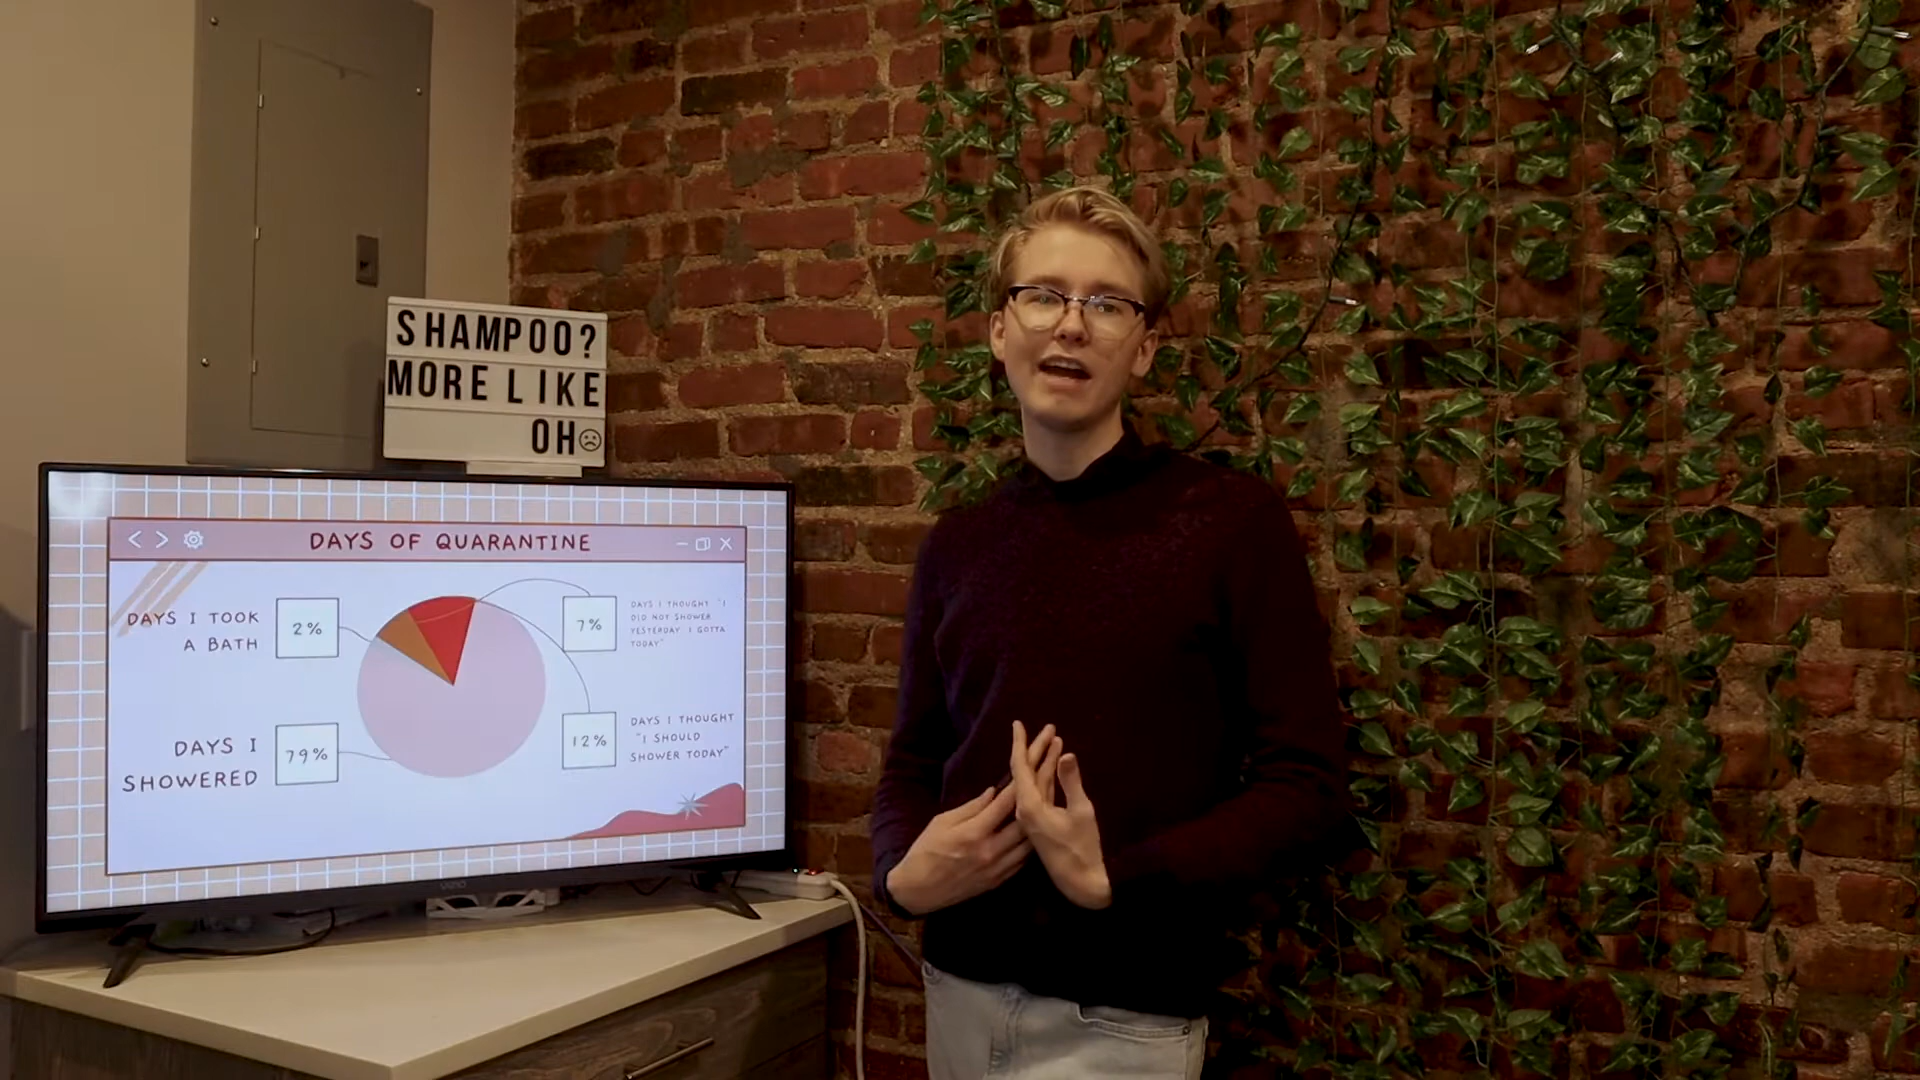 SHAMPOO?
MORE LIKE
OH☹
DAYS OF QUARANTINE
DAYS I TOOK
A BATH
2%
7%
DAYS I THOUGHT "I
DID NOT SHOWER
YESTERDAY I GOTTA
TODAY"
DAYS I
SHOWERED
79%
12%
DAYS I THOUGHT
"I SHOULD
SHOWER TODAY"
VIZIO